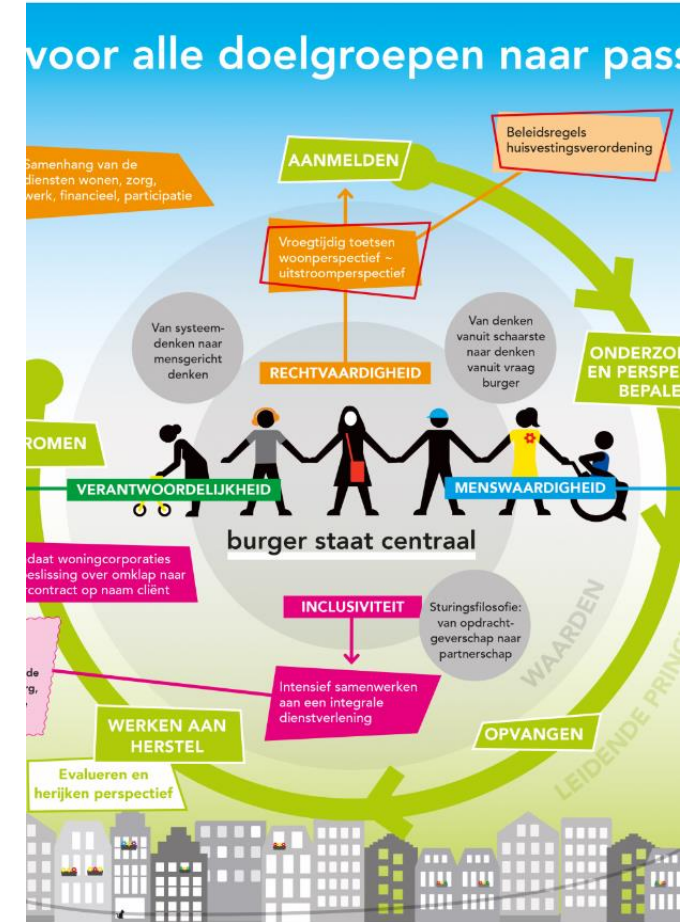 voor alle doelgroepen naar pass
Beleidsregels
huisvestingsverordening
AANMELDEN
Samenhang van de
diensten wonen, zorg,
werk, financieel, participatie
Vroegtijdig toetsen
woonperspectief ~
uitstroomperspectief
Van systeem-
denken naar
mensgericht
denken
Van denken
vanuit schaarste
naar denken
vanuit vraag
burger
RECHTVAARDIGHEID
ONDERZO
EN PERSPE
BEPALE
ROMEN
VERANTWOORDELIJKHEID
MENSWAARDIGHEID
burger staat centraal
daat woningcorporaties
eslissing over omklap naar
rcontract op naam cliënt
INCLUSIVITEIT
Sturingsfilosofie:
van opdracht-
geverschap naar
partnerschap
WAARDEN
LEIDENDE PRINC
de
rg,
Intensief samenwerken
aan een integrale
dienstverlening
WERKEN AAN
HERSTEL
OPVANGEN
Evalueren en
herijken perspectief